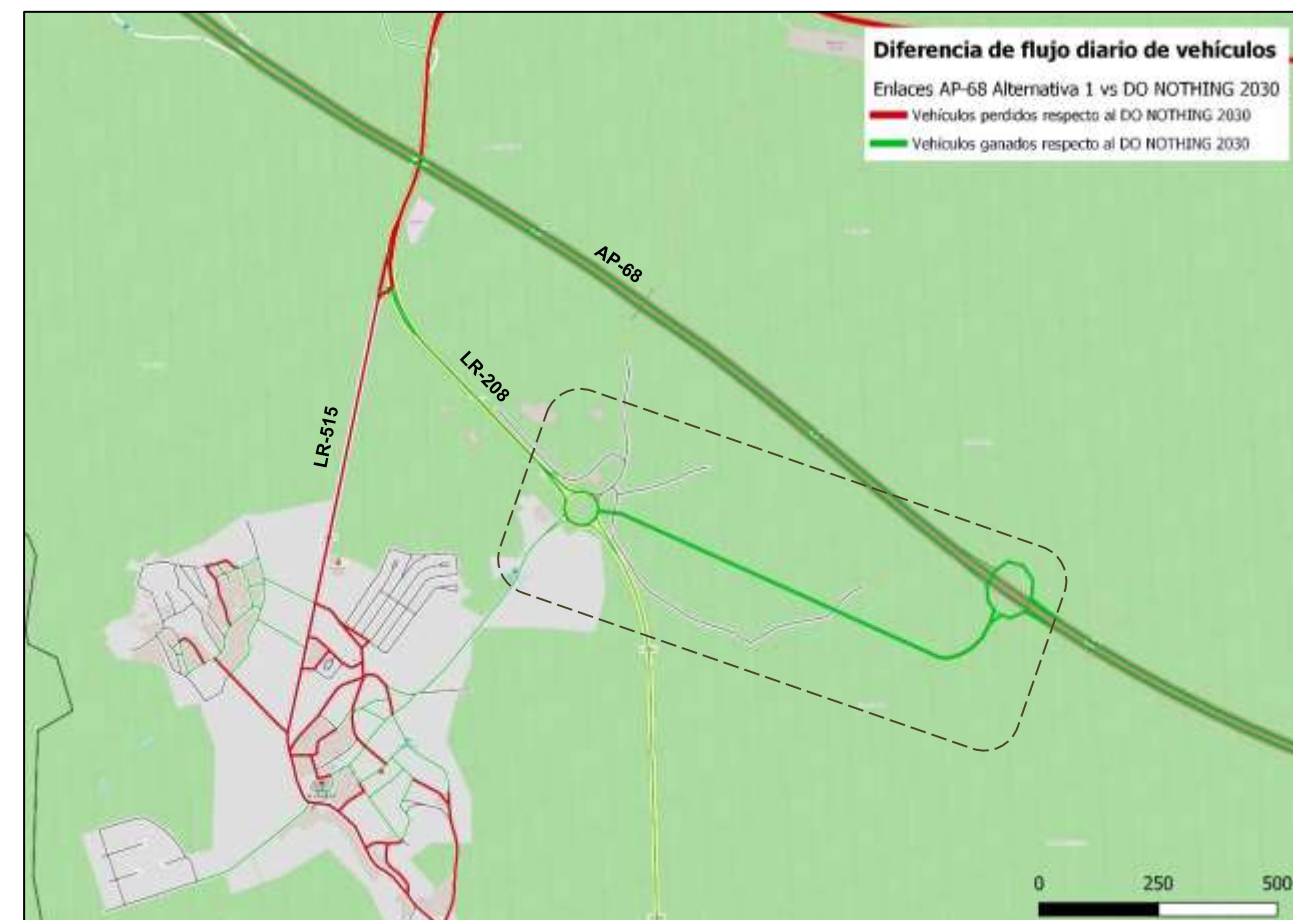 Diferencia de flujo diario de vehículos
Enlaces AP-68 Alternativa 1 vs DO NOTHING 2030
Vehículos perdidos respecto al DO NOTHING 2030
Vehículos ganados respecto al DO NOTHING 2030
AP-68
LR-208
LR-515
0 250 500